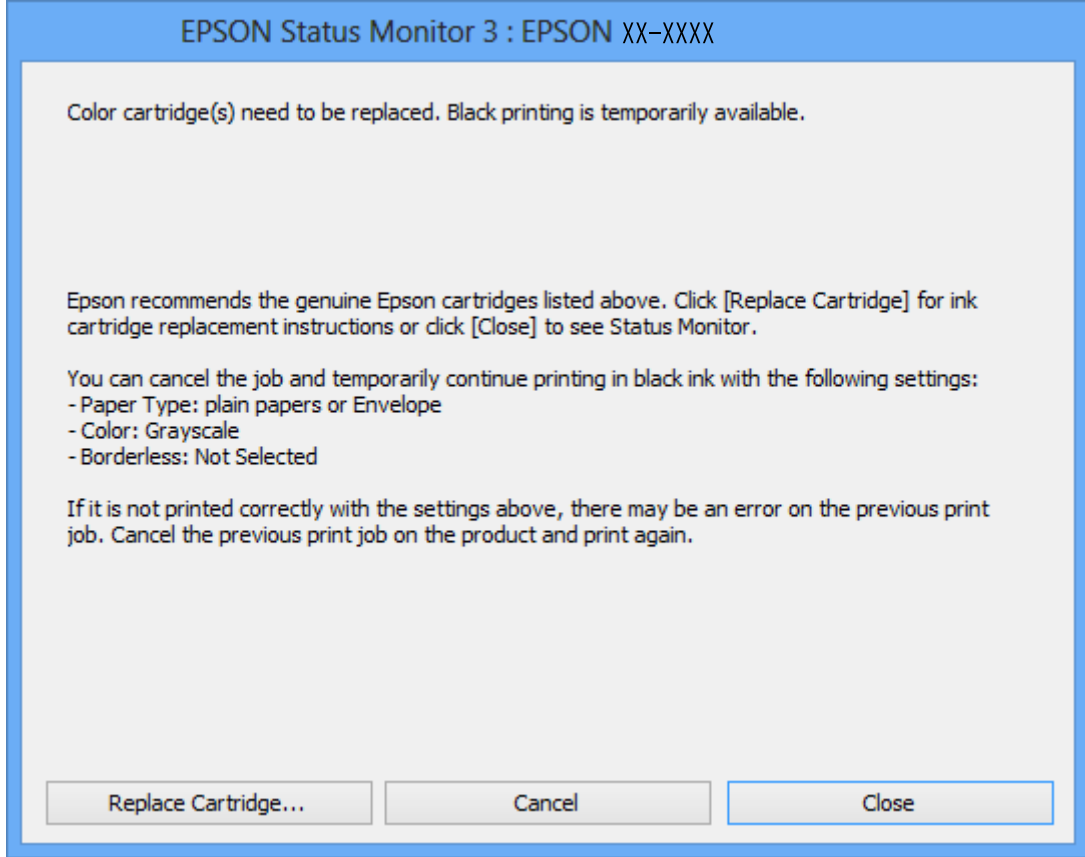 EPSON Status Monitor 3 : EPSON XX-XXXX
Color cartridge(s) need to be replaced. Black printing is temporarily available.
Epson recommends the genuine Epson cartridges listed above. Click [Replace Cartridge] for ink
cartridge replacement instructions or click [Close] to see Status Monitor.
You can cancel the job and temporarily continue printing in black ink with the following settings:
- Paper Type: plain papers or Envelope
- Color: Grayscale
- Borderless: Not Selected
If it is not printed correctly with the settings above, there may be an error on the previous print
job. Cancel the previous print job on the product and print again.
Replace Cartridge...
Cancel
Close